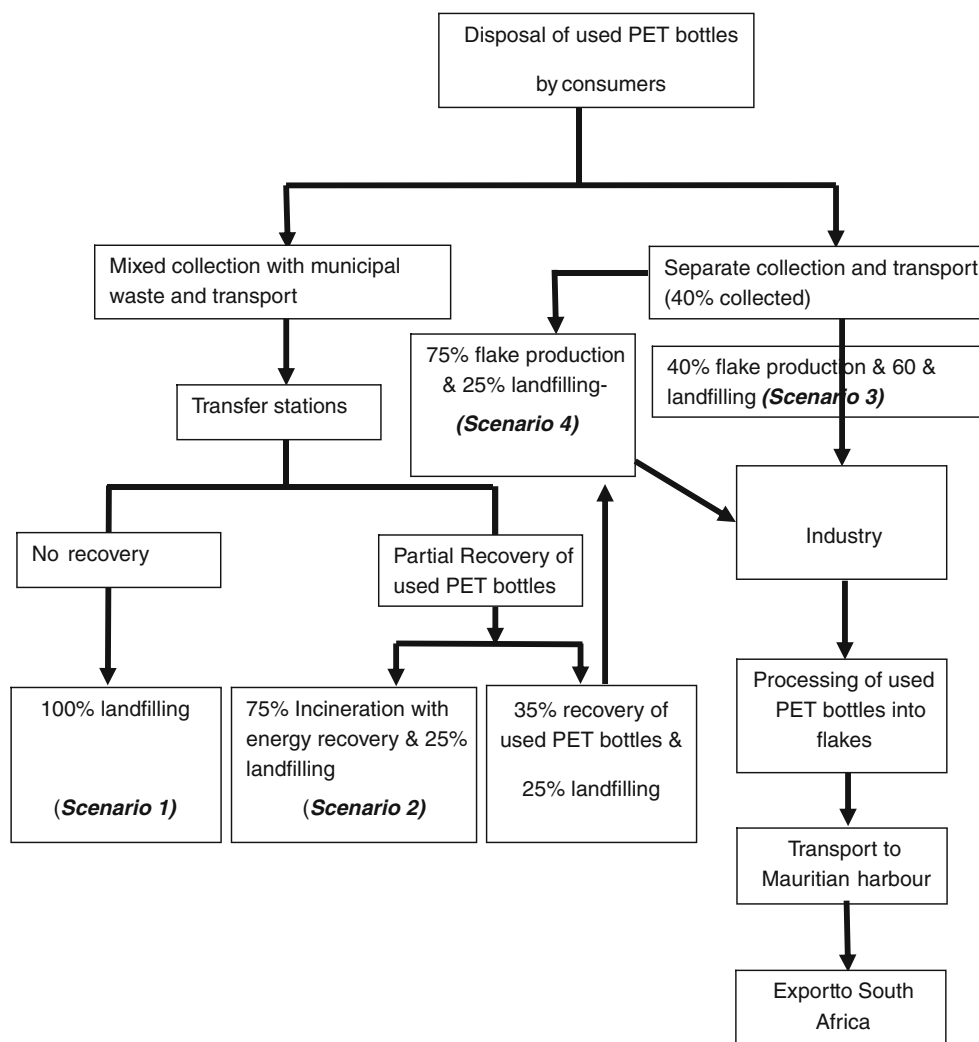 Disposal of used PET bottles
by consumers
Mixed collection with municipal
waste and transport
Separate collection and transport
(40% collected)
75% flake production
& 25% landfilling-
(Scenario 4)
40% flake production & 60 &
landfilling (Scenario 3)
Transfer stations
Industry
No recovery
Partial Recovery of
used PET bottles
100% landfilling
(Scenario 1)
75% Incineration with
energy recovery & 25%
landfilling
(Scenario 2)
35% recovery of
used PET bottles &
25% landfilling
Processing of used
PET bottles into
flakes
Transport to
Mauritian harbour
Exportto South
Africa